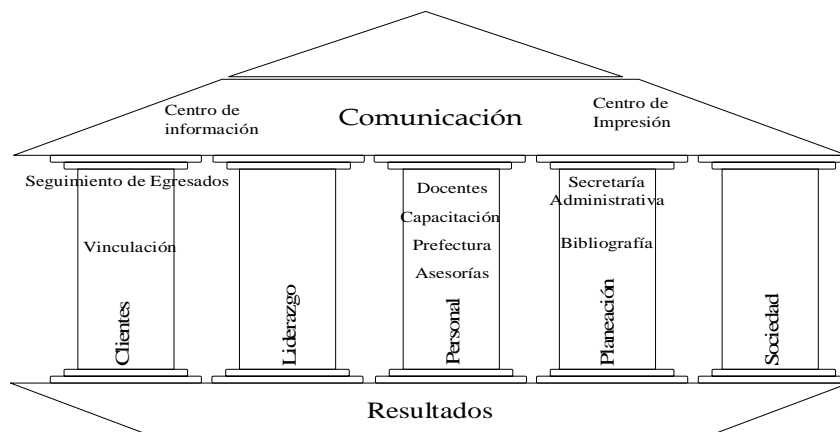 Centro de
información
Comunicación
Centro de
Impresión
Seguimiento de Egresados
Vinculación
Clientes
Liderazgo
Docentes
Capacitación
Prefectura
Asesorías
Personal
Secretaría
Administrativa
Bibliografía
Planeación
Sociedad
Resultados